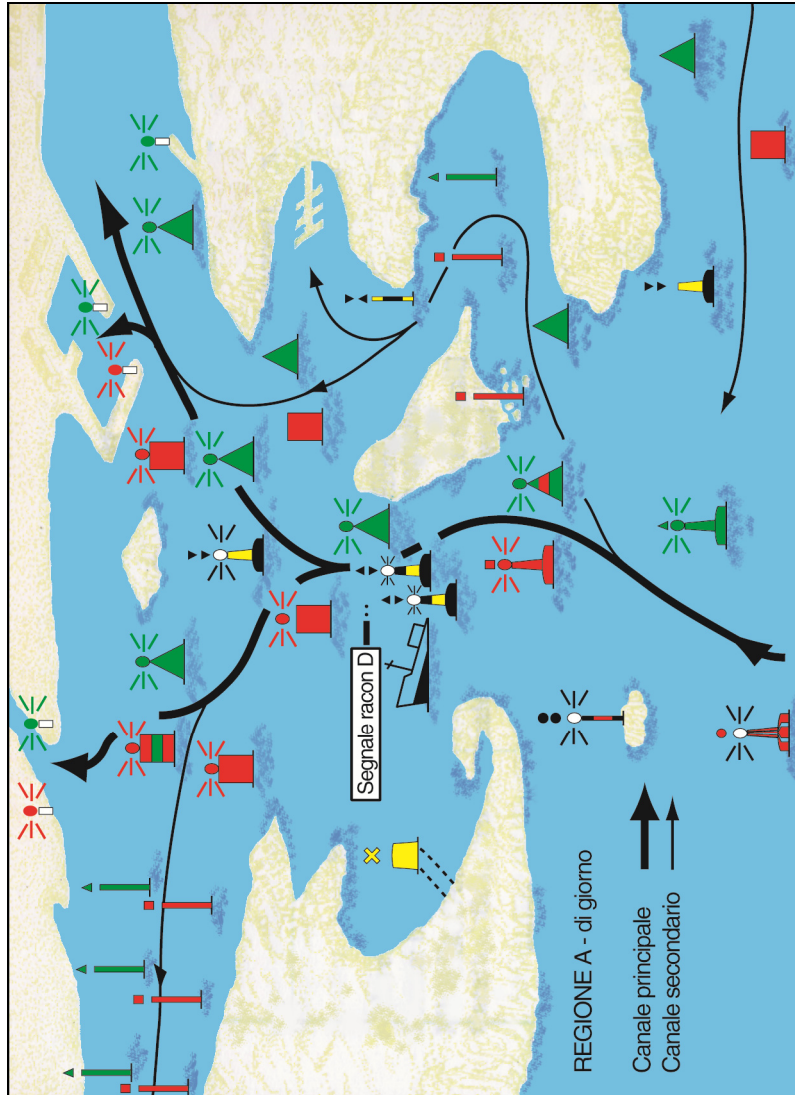 Segnale racon D
REGIONE A - di giorno
Canale principale
Canale secondario